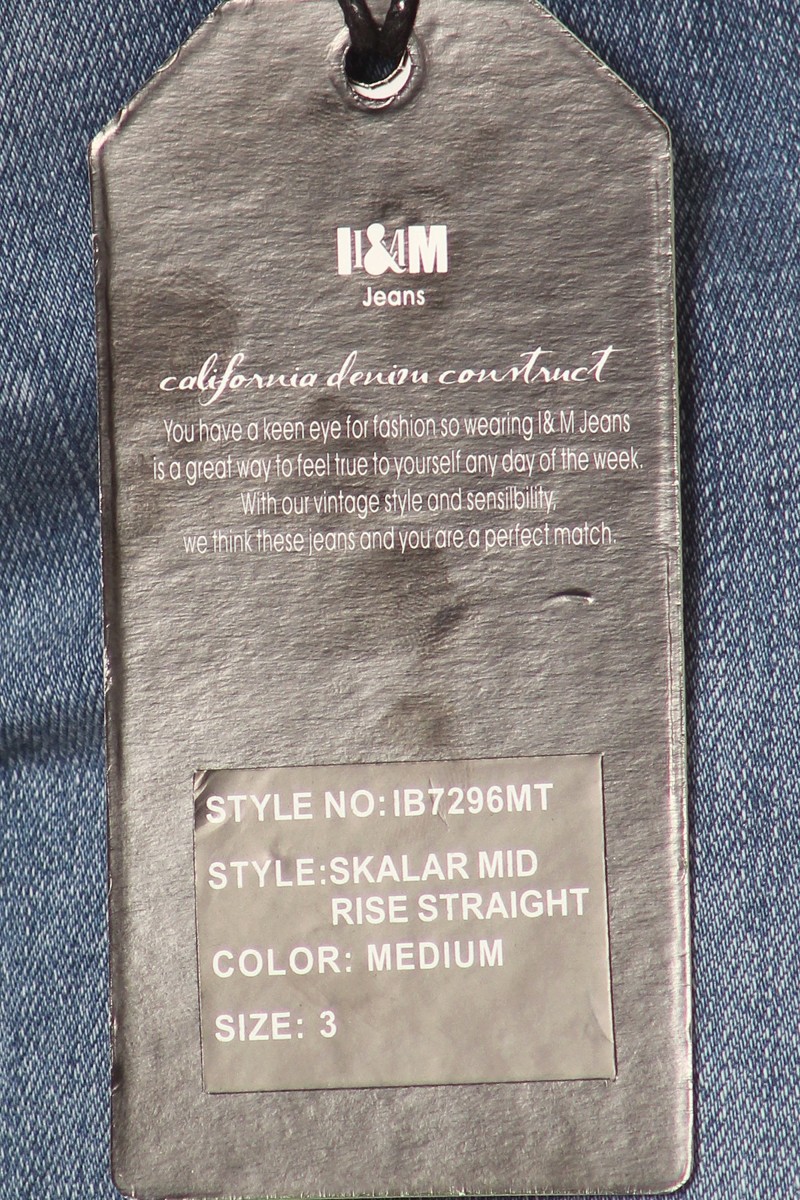 I&M
Jeans
california denim construct
You have a keen eye for fashion so wearing I& M Jeans
is a great way to feel true to yourself any day of the week.
With our vintage style and sensilbility,
we think these jeans and you are a perfect match.
STYLE NO: IB7296MT
STYLE:SKALAR MID
RISE STRAIGHT
COLOR: MEDIUM
SIZE: 3